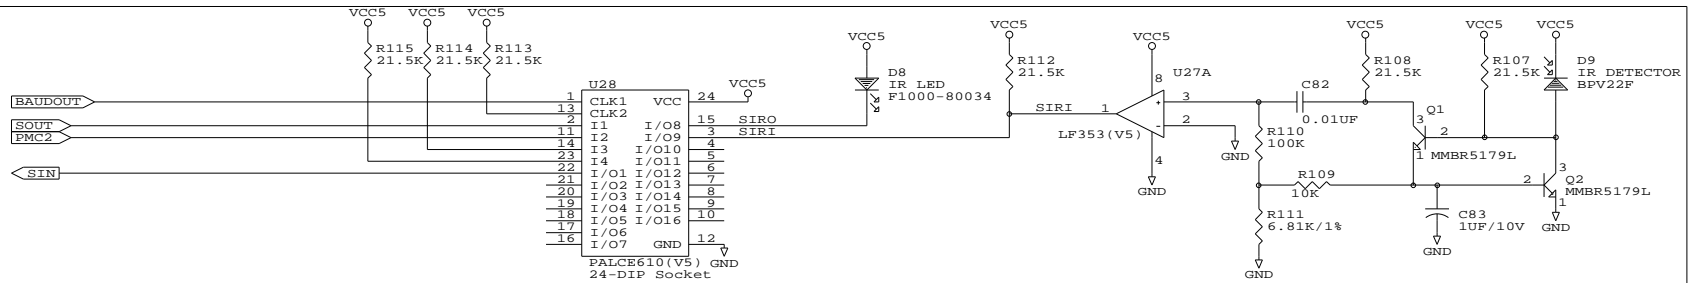 VCC5 VCC5 VCC5
R115 21.5K
R114 21.5K
R113 21.5K
BAUDOUT
SOUT
PMC2
SIN
U28
1 CLK1 VCC 24
13 CLK2
2 I1 I/O8 15
11 I2 I/O9 3
14 I3 I/O10 4
23 I4 I/O11 5
22 I/O1 I/O12 6
21 I/O2 I/O13 7
20 I/O3 I/O14 8
19 I/O4 I/O15 9
18 I/O5 I/O16 10
17 I/O6
16 I/O7 GND 12
PALCE610(V5)
24-DIP Socket
VCC5
GND
SIRO
SIRI
VCC5
D8
IR LED
F1000-80034
VCC5
R112
21.5K
SIRI
VCC5
8
U27A
1
+ 3
- 2
LF353(V5)
4
GND
GND
C82
0.01UF
R110
100K
R109
10K
R111
6.81K/1%
GND
VCC5
R108
21.5K
Q1
3
2
1
MMBR5179L
VCC5
R107
21.5K
VCC5
D9
IR DETECTOR
BPV22F
2
3
Q2
MMBR5179L
1
GND
C83
1UF/10V
GND